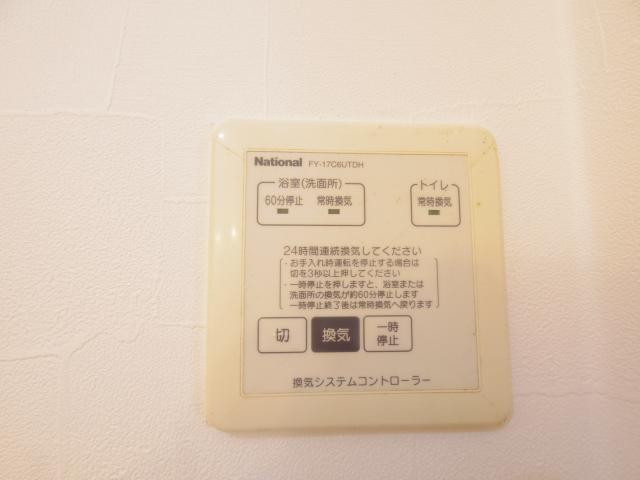 National FY-17C6UTDH
浴室(洗面所)
トイレ
60分停止 常時換気
常時換気
24時間連続換気してください
・お手入れ時運転を停止する場合は
切を3秒以上押してください
・一時停止を押しますと、浴室または
洗面所の換気が約60分停止します
一時停止終了後は常時換気へ戻ります
切
換気
一時
停止
換気システムコントローラー